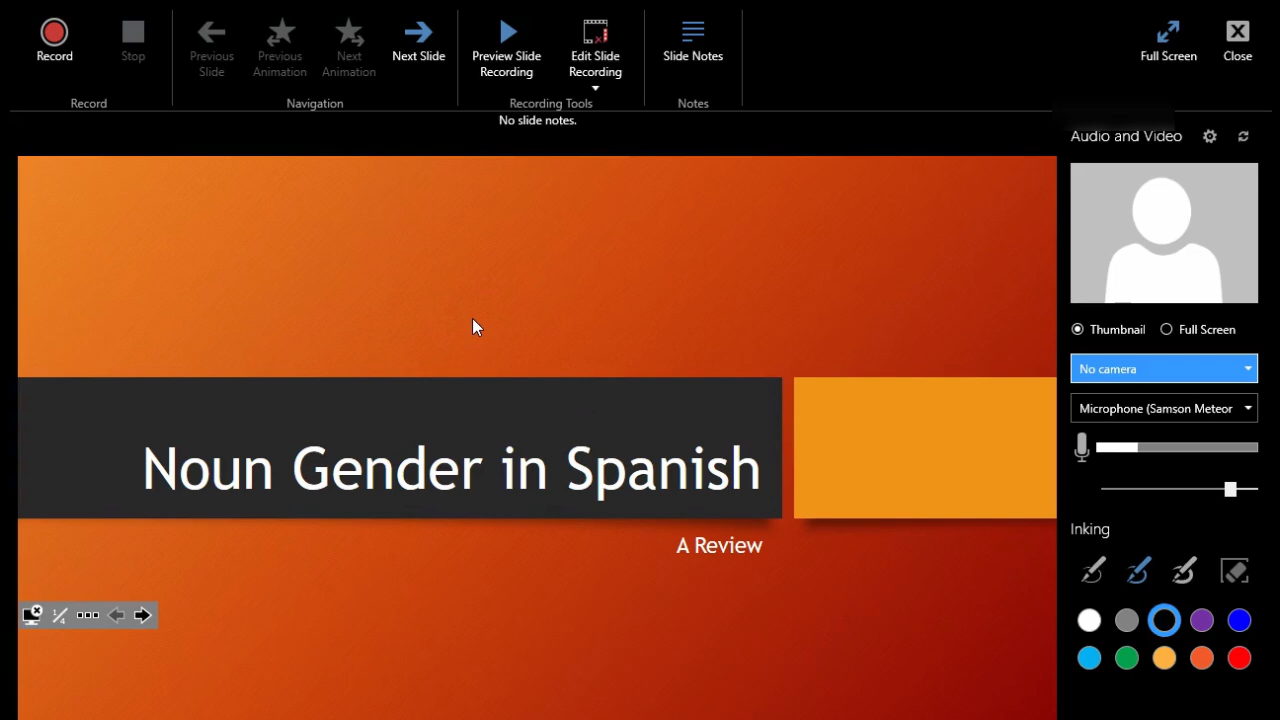 Record
Stop
Previous
Slide
Previous
Animation
Next
Animation
Next Slide
Preview Slide
Recording
Edit Slide
Recording
Slide Notes
Full Screen
Close
Record
Navigation
Recording Tools
Notes
No slide notes.
Audio and Video
Thumbnail
Full Screen
No camera
Microphone (Samson Meteor
Noun Gender in Spanish
A Review
Inking
1/4